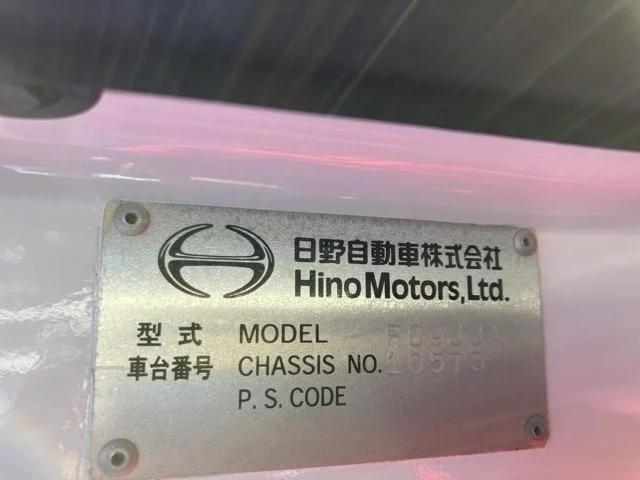 日野自動車株式会社
Hino Motors, Ltd.
型式 MODEL
車台番号 CHASSIS NO. 10573
P. S. CODE